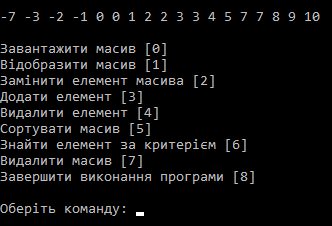 -7 -3 -2 -1 0 0 1 2 2 3 3 4 5 7 7 8 9 10
Завантажити масив [0]
Відобразити масив [1]
Замінити елемент масива [2]
Додати елемент [3]
Видалити елемент [4]
Сортувати масив [5]
Знайти елемент за критерієм [6]
Видалити масив [7]
Завершити виконання програми [8]
Оберіть команду: